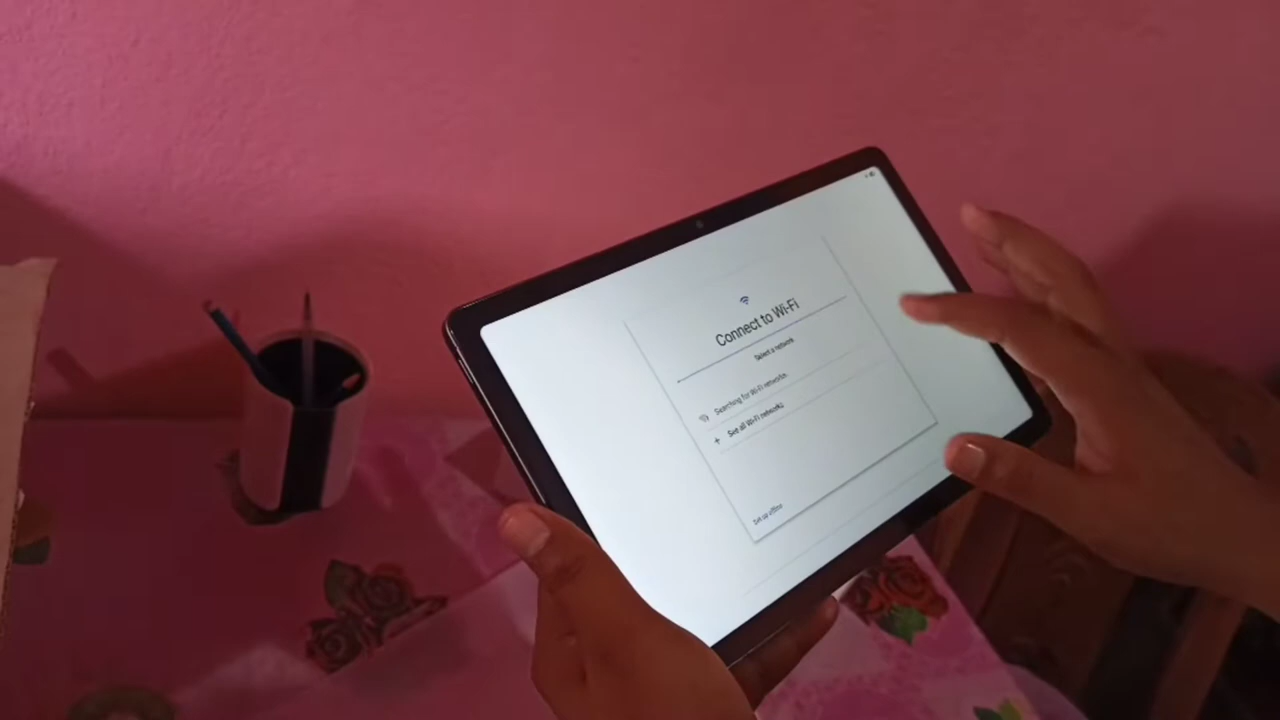 Connect to Wi-Fi
Select a network
Searching for Wi-Fi networks
See all Wi-Fi networks
Set up offline